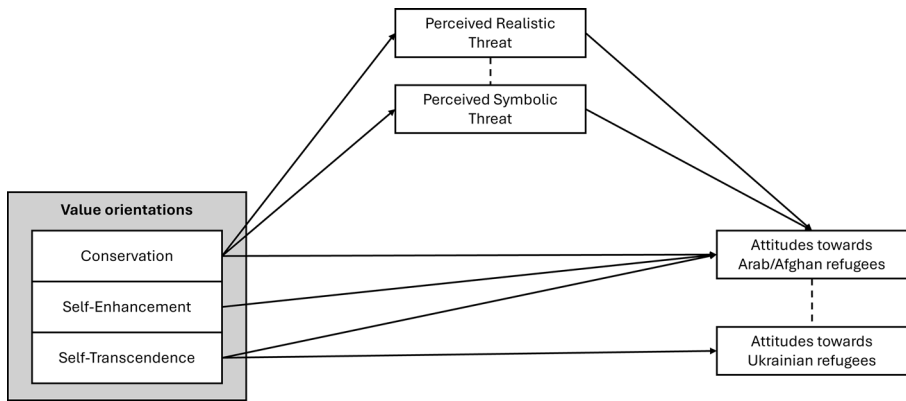 Perceived Realistic
Threat
Perceived Symbolic
Threat
Value orientations
Conservation
Self-Enhancement
Self-Transcendence
Attitudes towards
Arab/Afghan refugees
Attitudes towards
Ukrainian refugees